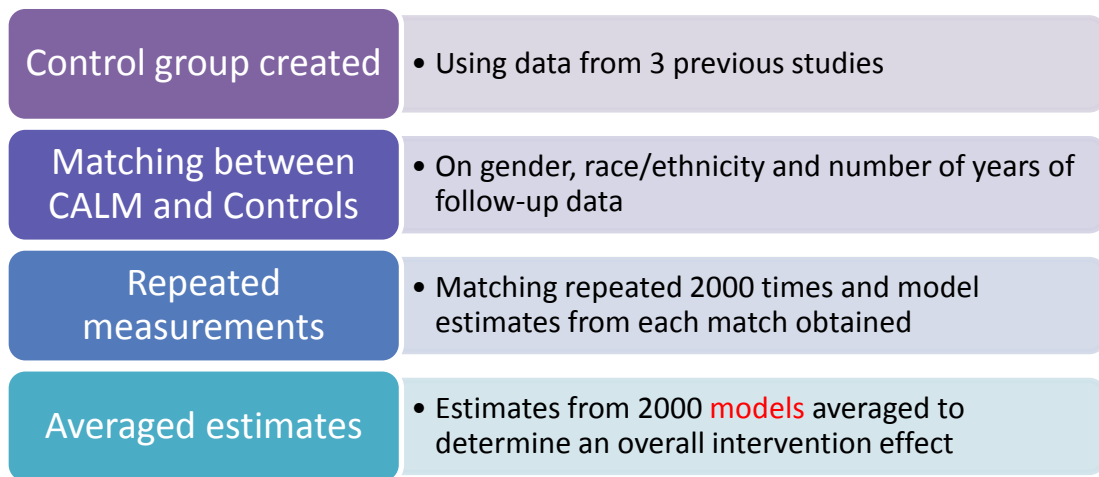 Control group created
• Using data from 3 previous studies
Matching between
CALM and Controls
• On gender, race/ethnicity and number of years of
follow-up data
Repeated
measurements
• Matching repeated 2000 times and model
estimates from each match obtained
Averaged estimates
• Estimates from 2000 models averaged to
determine an overall intervention effect